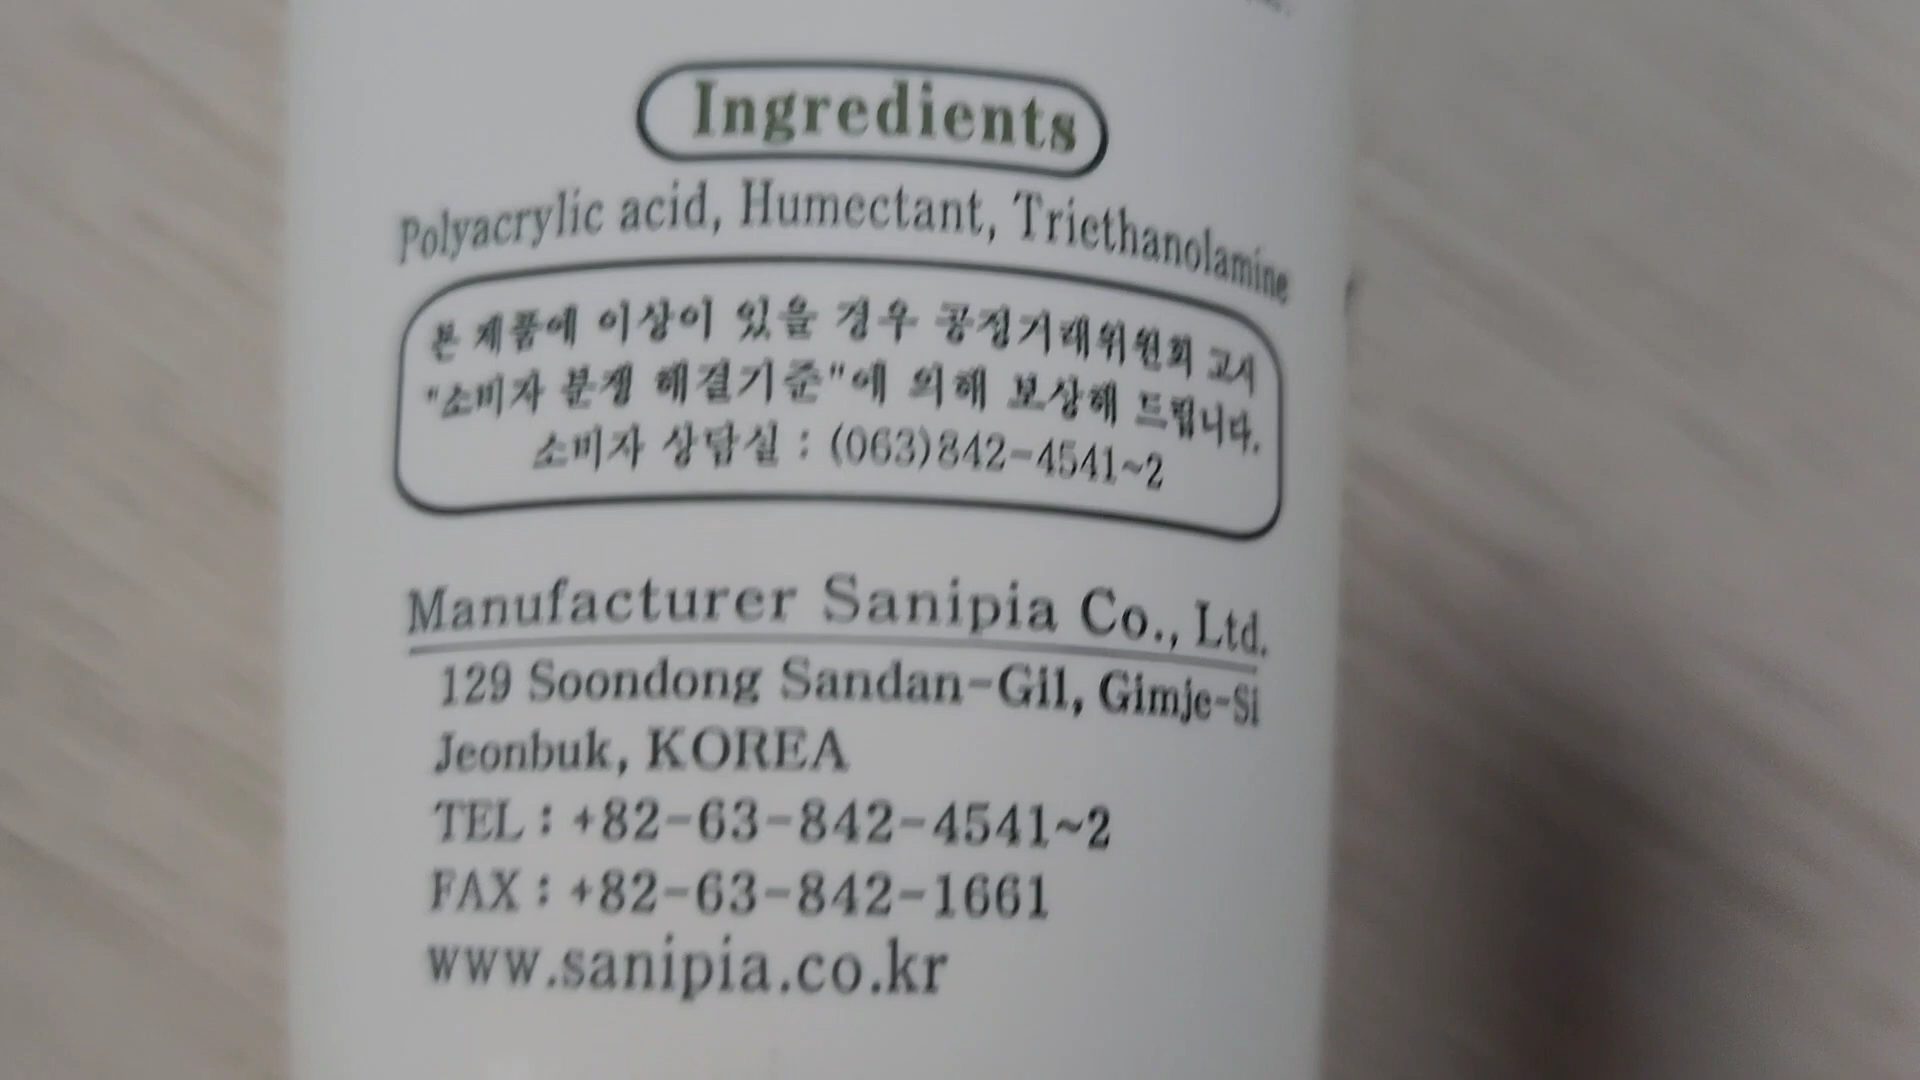 Ingredients
Polyacrylic acid, Humectant, Triethanolamine
본 제품에 이상이 있을 경우 공정거래위원회 고시
"소비자 분쟁 해결기준"에 의해 보상해 드립니다.
소비자 상담실 : (063)842-4541~2
Manufacturer Sanipia Co., Ltd.
129 Soondong Sandan-Gil, Gimje-Si
Jeonbuk, KOREA
TEL : +82-63-842-4541~2
FAX : +82-63-842-1661
www.sanipia.co.kr